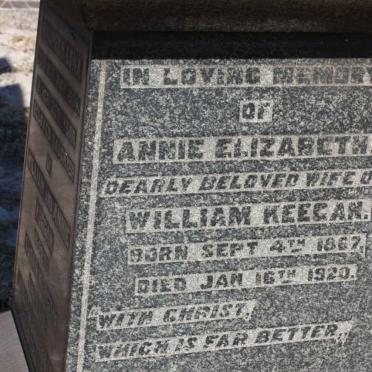 IN LOVING MEMORY
OF
ANNIE ELIZABETH.
DEARLY BELOVED WIFE O
WILLIAM KEEGAN.
BORN SEPT 4TH 1867,
DIED JAN 16TH 1920.
WITH CHRIST,
WHICH IS FAR BETTER,